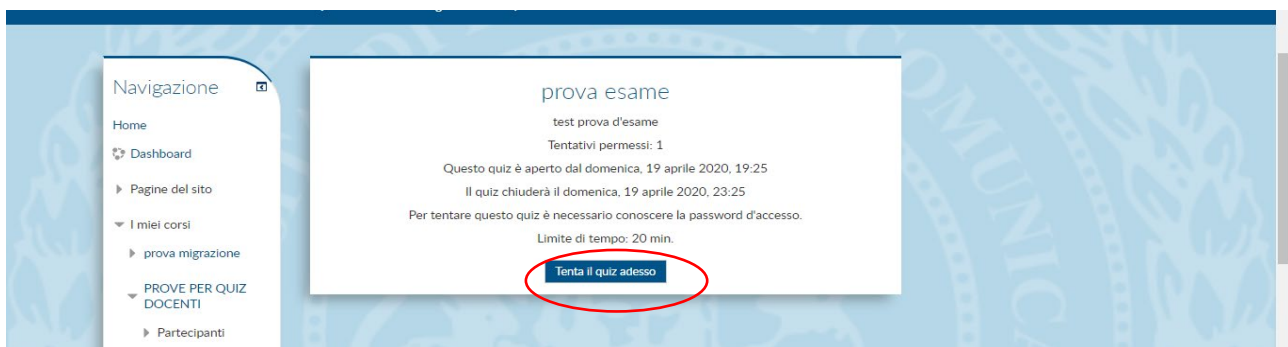 Navigazione
Home
Dashboard
Pagine del sito
I miei corsi
prova migrazione
PROVE PER QUIZ
DOCENTI
Partecipanti
prova esame
test prova d'esame
Tentativi permessi: 1
Questo quiz è aperto dal domenica, 19 aprile 2020, 19:25
Il quiz chiuderà il domenica, 19 aprile 2020, 23:25
Per tentare questo quiz è necessario conoscere la password d'accesso.
Limite di tempo: 20 min.
Tenta il quiz adesso